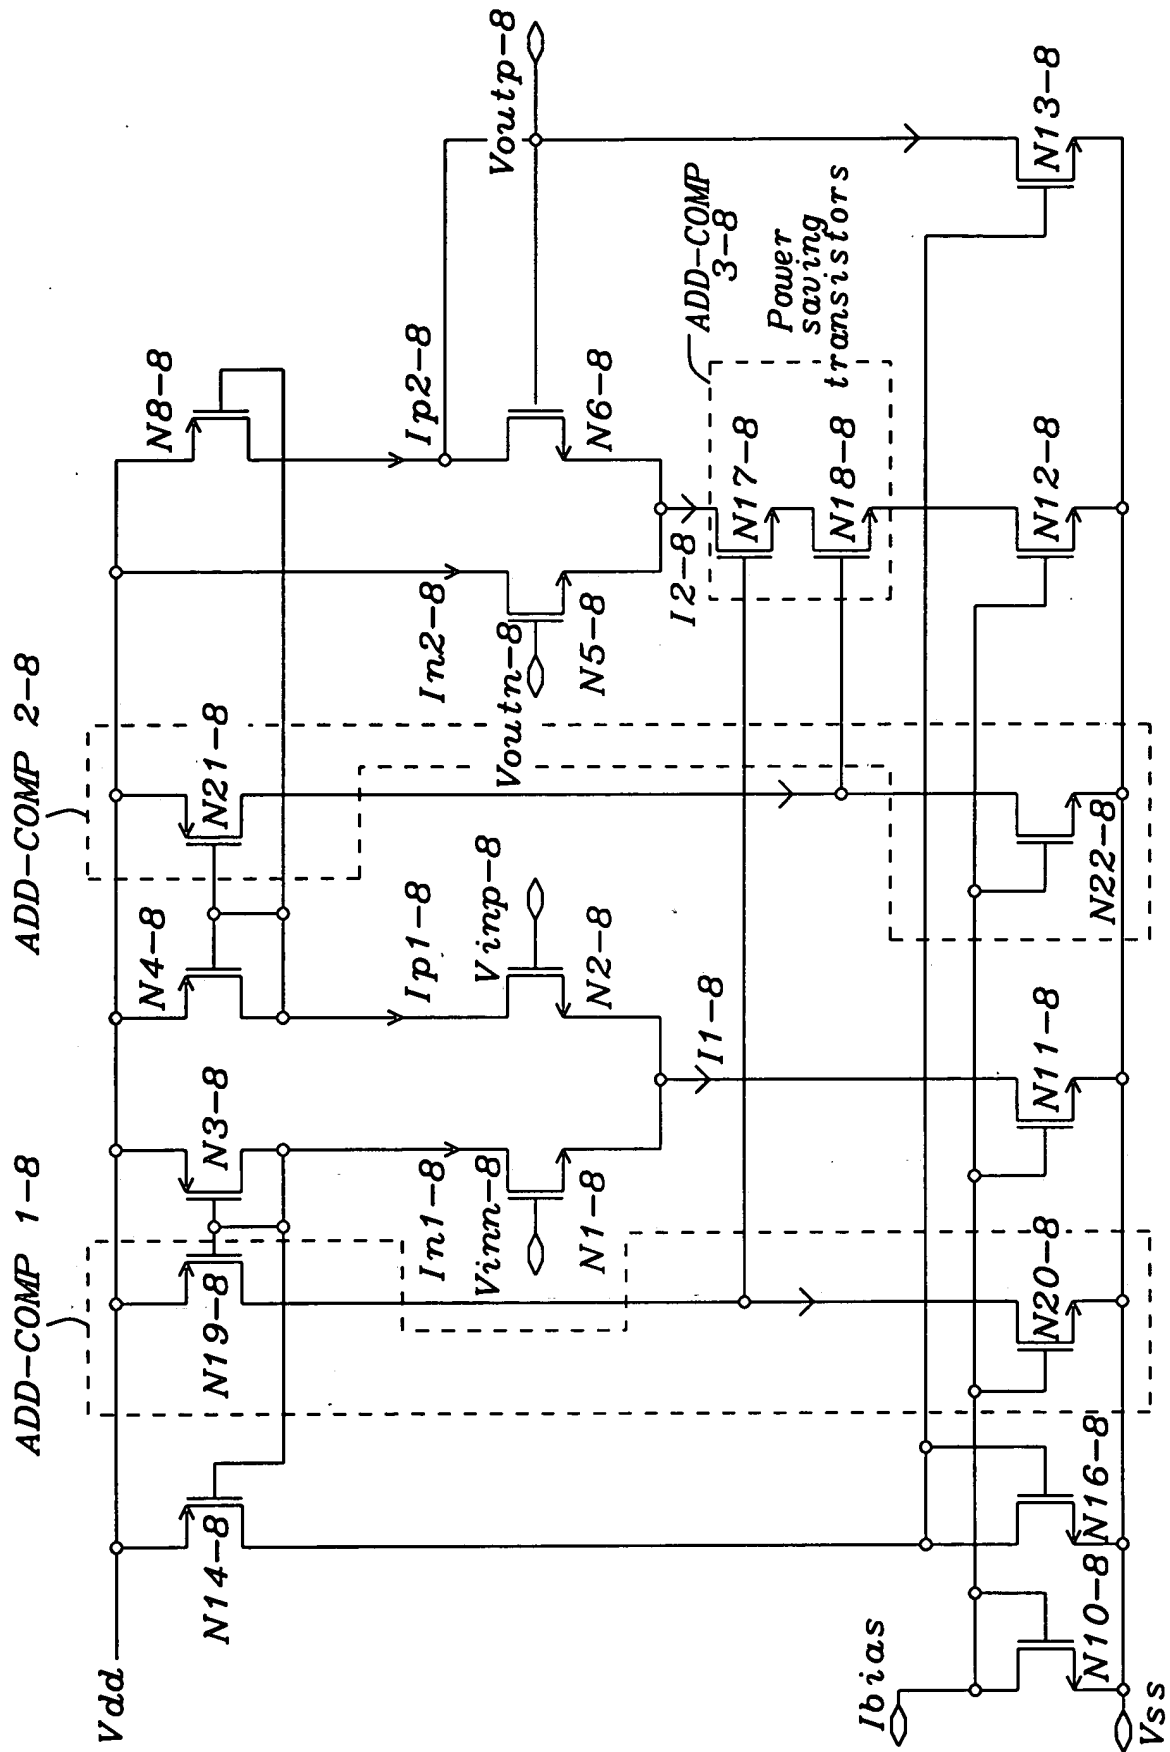 ADD-COMP 1-8
ADD-COMP 2-8
Vdd
N14-8
N19-8
N3-8
N4-8
N21-8
N8-8
In1-8
Ip1-8
In2-8
Ip2-8
Vinn-8
Vinp-8
Voutn-8
Voutp-8
N1-8
N2-8
N5-8
N6-8
I1-8
I2-8
ADD-COMP
3-8
N17-8
N18-8
Power
saving
transistors
Ibias
N10-8
N16-8
N20-8
N11-8
N22-8
N12-8
N13-8
Vss